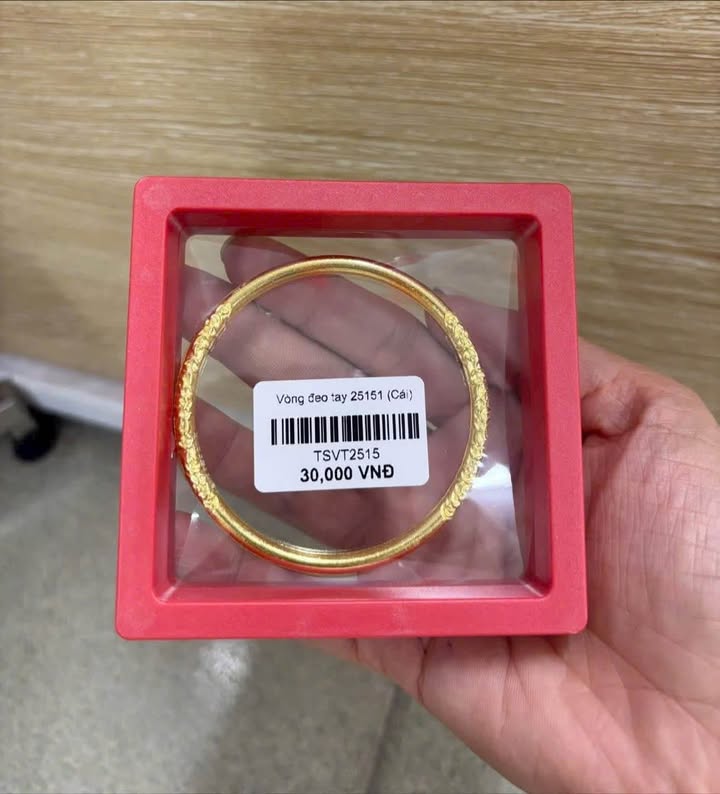 Vòng đeo tay 25151 (Cái)
TSVT2515
30,000 VNĐ